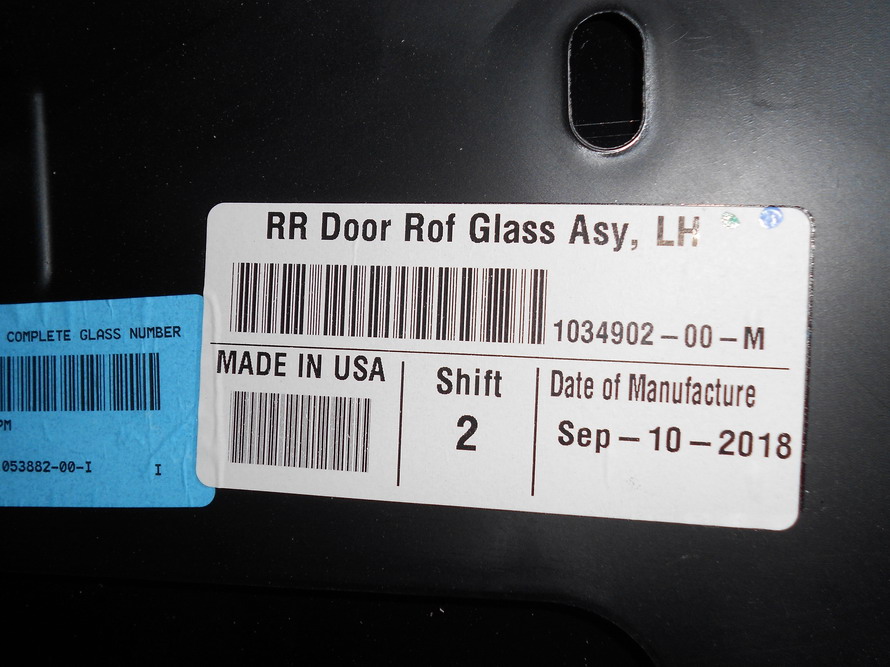 RR Door Rof Glass Asy, LH
1034902-00-M
MADE IN USA
Shift
2
Date of Manufacture
Sep-10-2018
COMPLETE GLASS NUMBER
PM
053882-00-I
I